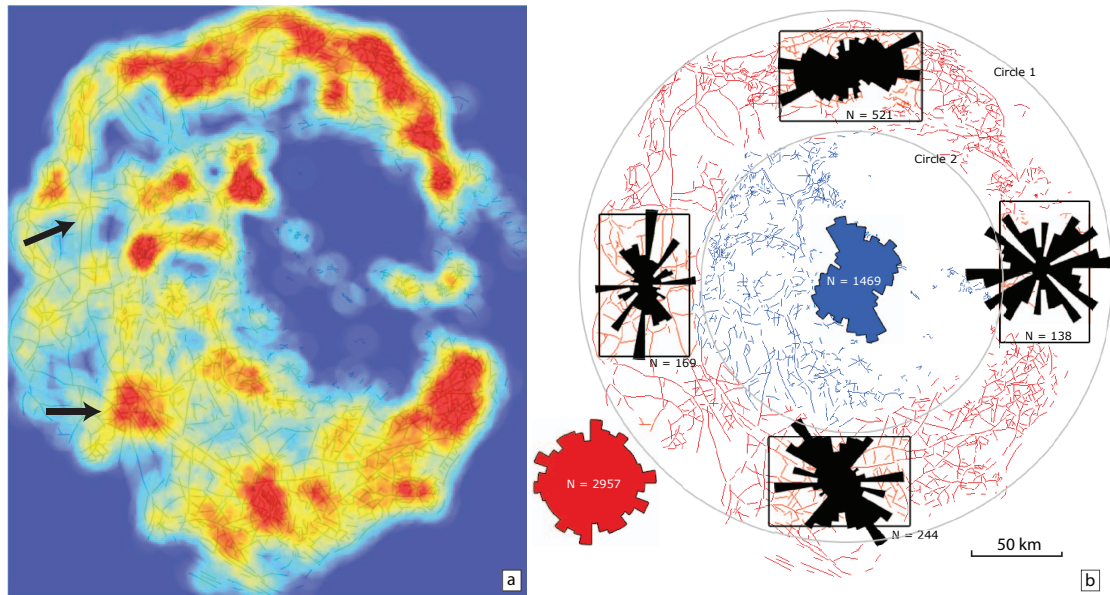 a
Circle 1
N = 521
Circle 2
N = 1469
N = 138
N = 169
N = 2957
N = 244
50 km
b